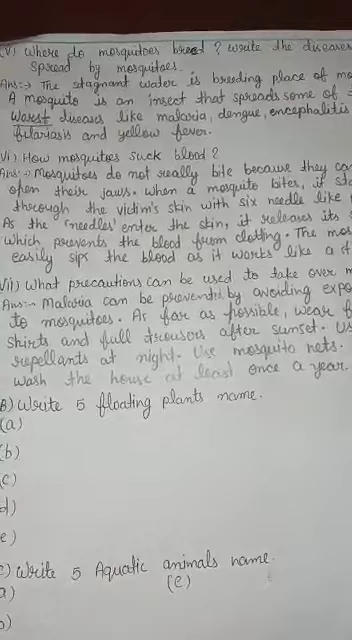 (V) Where do mosquitoes breed ? Write the diseases
Spread by mosquitoes.
Ans:→ The stagnant water is breeding place of
A mosquito is an insect that spreads some of
worst diseases like malaria, dengue, encephalitis
filariasis and yellow fever.
Vi) How mosquitoes suck blood ?
Ans:→ Mosquitoes do not really bite because they
open their jaws. When a mosquito bites, it
through the victim's skin with six needle like
As the 'needles' enter the skin, it releases its
which prevents the blood from clotting. The
easily sips the blood as it works like a
Vii) What precautions can be used to take over
Ans:→ Malaria can be prevented by avoiding
to mosquitoes. As far as possible, wear
shirts and full trousers after sunset.
repellants at night. Use mosquito nets.
wash the house at least once a year.
B) Write 5 floating plants name.
(a)
(b)
(c)
d)
e)
c) Write 5 Aquatic animals name.
a) (e)
b)